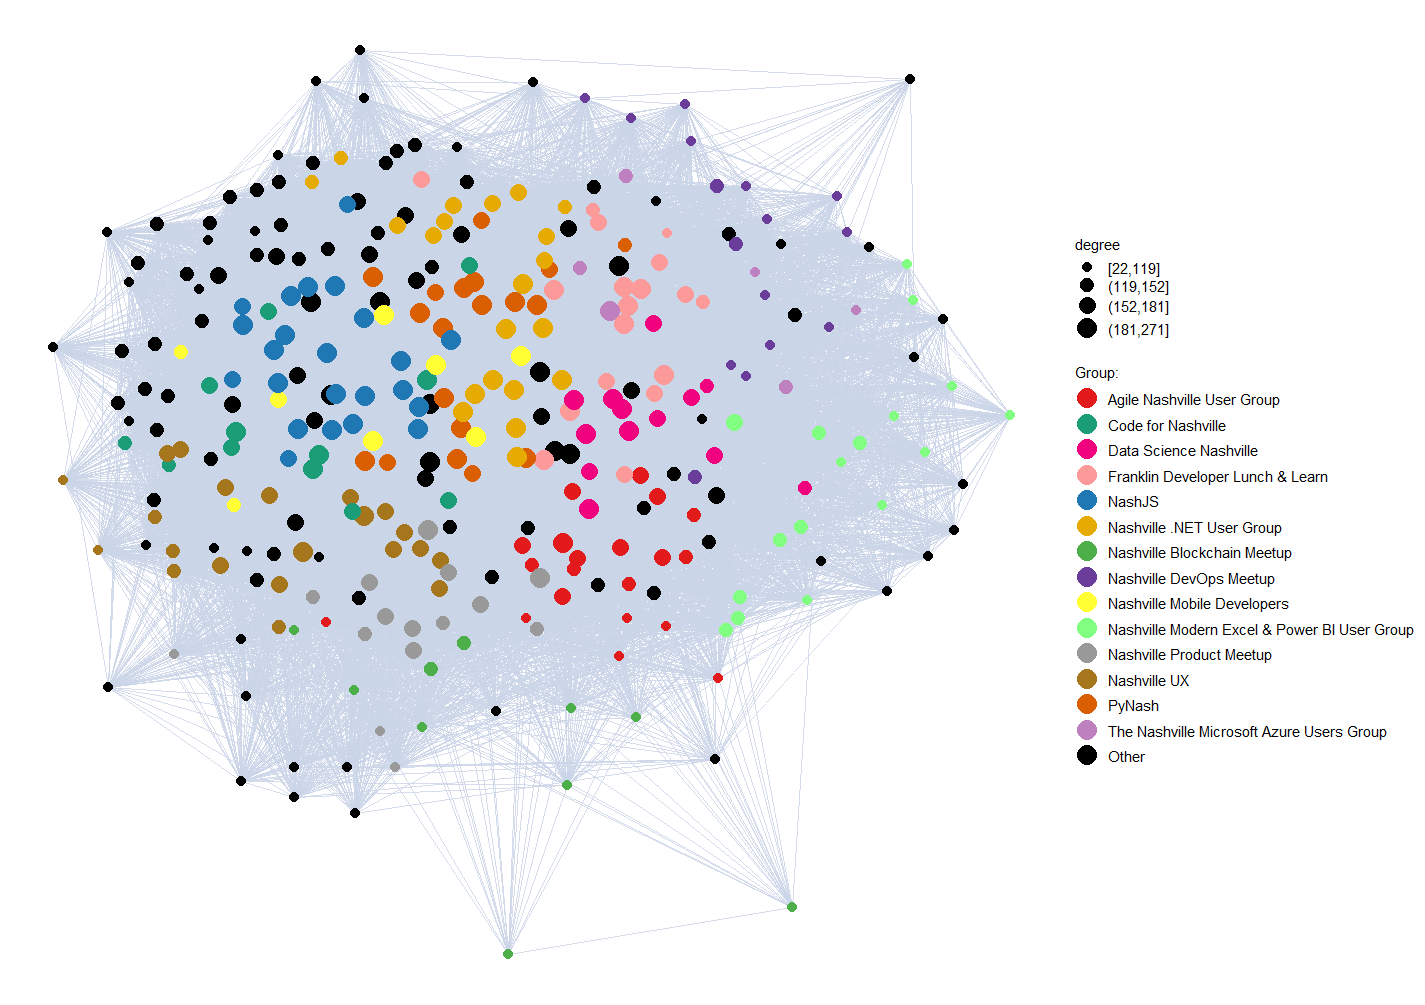 degree
[22,119]
(119,152]
(152,181]
(181,271]
Group:
Agile Nashville User Group
Code for Nashville
Data Science Nashville
Franklin Developer Lunch & Learn
NashJS
Nashville .NET User Group
Nashville Blockchain Meetup
Nashville DevOps Meetup
Nashville Mobile Developers
Nashville Modern Excel & Power BI User Group
Nashville Product Meetup
Nashville UX
PyNash
The Nashville Microsoft Azure Users Group
Other